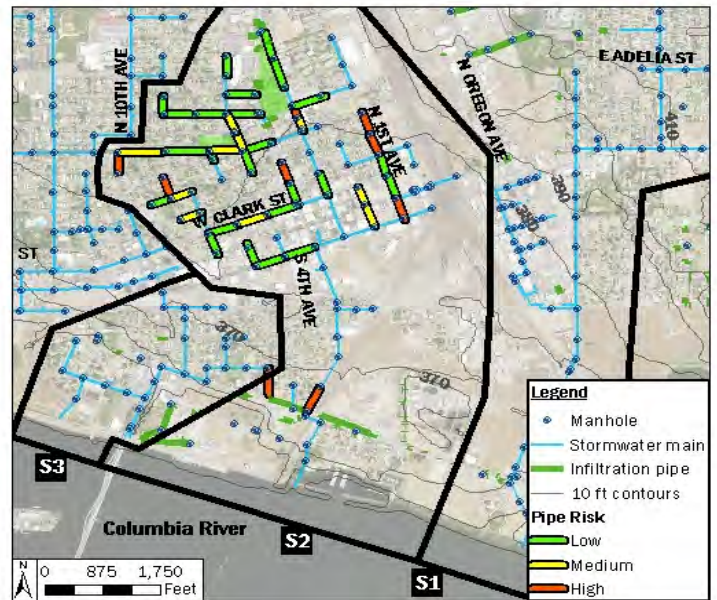 N 10TH AVE
N OREGON AVE
E ADELIA ST
410
N 1ST AVE
390
380
W CLARK ST
ST
S 4TH AVE
370
370
S3
Columbia River
S2
S1
N
0 875 1,750
Feet
Legend
Manhole
Stormwater main
Infiltration pipe
10 ft contours
Pipe Risk
Low
Medium
High